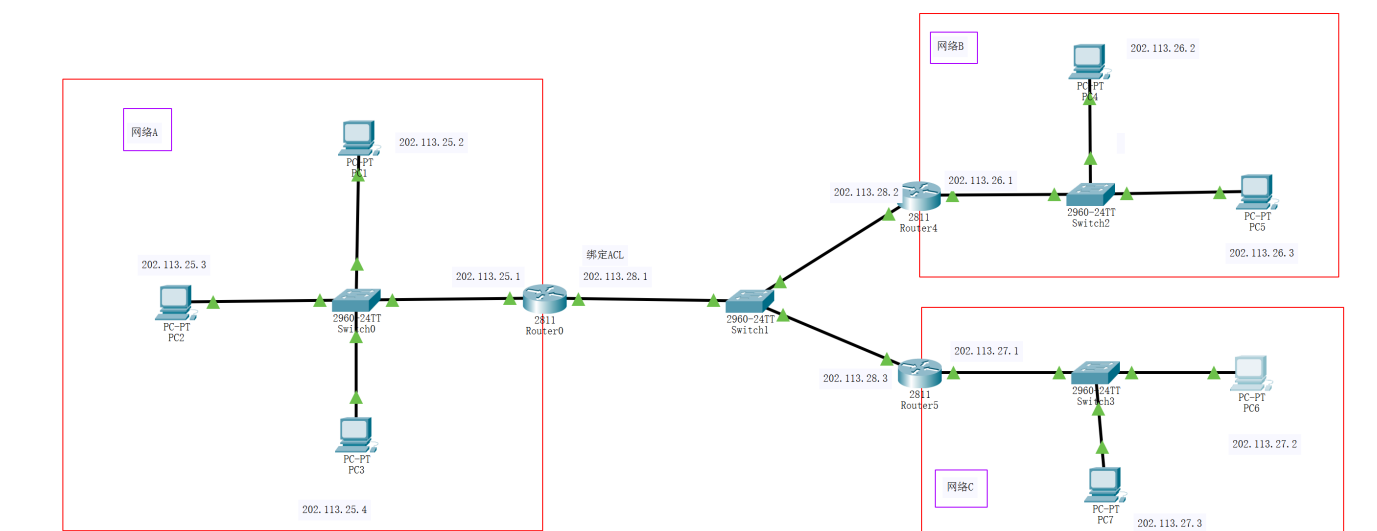 网络A
PC-PT
PC1
202.113.25.2
202.113.25.3
PC-PT
PC2
2960-24TT
Switch0
PC-PT
PC3
202.113.25.4
202.113.25.1
2811
Router0
绑定ACL
202.113.28.1
2960-24TT
Switch1
网络B
PC-PT
PC4
202.113.26.2
202.113.28.2
2811
Router4
202.113.26.1
2960-24TT
Switch2
PC-PT
PC5
202.113.26.3
202.113.28.3
2811
Router5
202.113.27.1
2960-24TT
Switch3
PC-PT
PC6
202.113.27.2
网络C
PC-PT
PC7
202.113.27.3